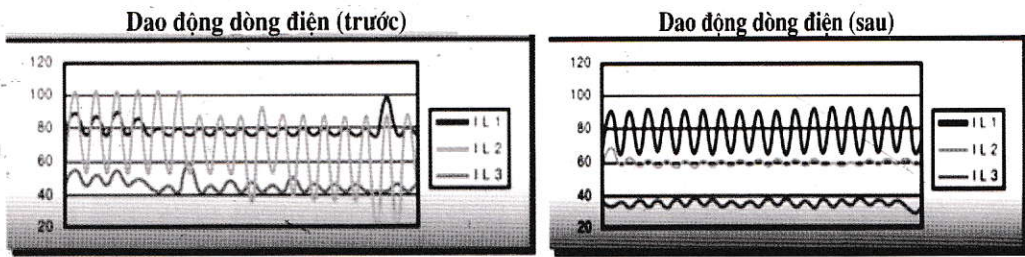 Dao động dòng điện (trước)
120
100
80
60
40
20
I L 1
I L 2
I L 3
Dao động dòng điện (sau)
120
100
80
60
40
20
I L 1
I L 2
I L 3